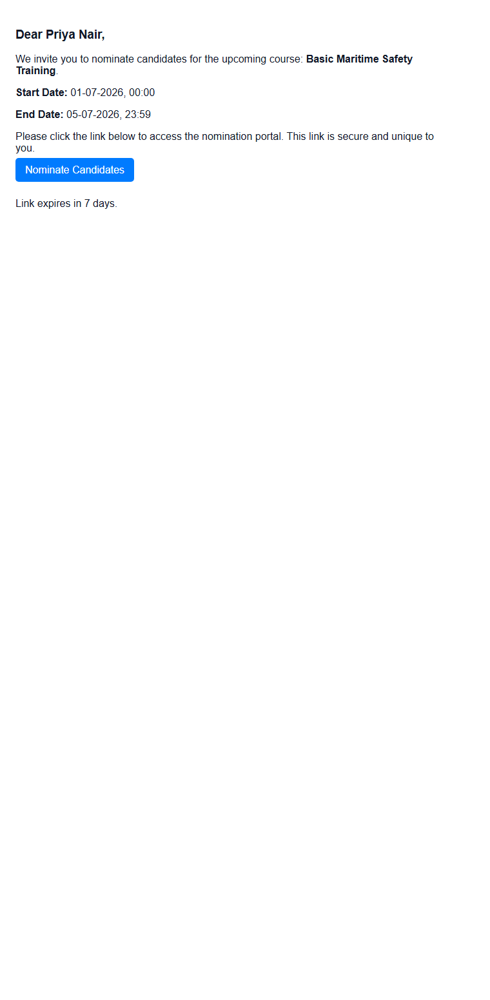 Dear Priya Nair,
We invite you to nominate candidates for the upcoming course: Basic Maritime Safety
Training.
Start Date: 01-07-2026, 00:00
End Date: 05-07-2026, 23:59
Please click the link below to access the nomination portal. This link is secure and unique to
you.
Nominate Candidates
Link expires in 7 days.